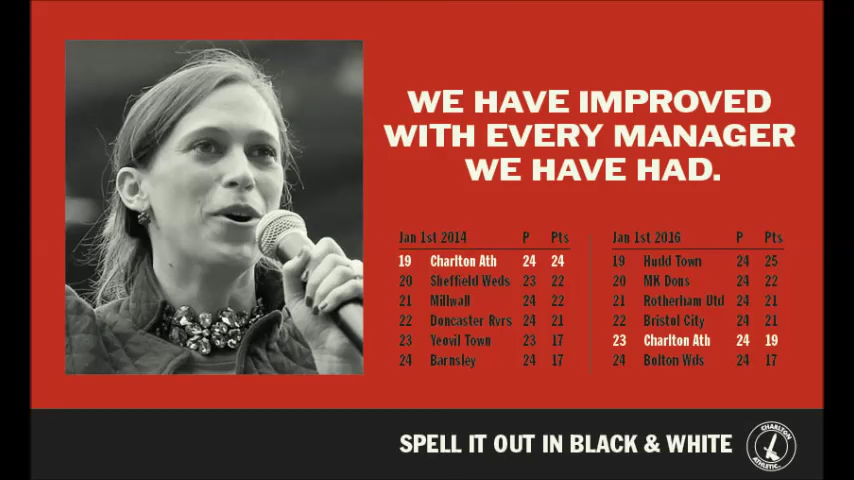 WE HAVE IMPROVED
WITH EVERY MANAGER
WE HAVE HAD.
Jan 1st 2014 P Pts
19 Charlton Ath 24 24
20 Sheffield Weds 23 22
21 Millwall 24 22
22 Doncaster Rvrs 24 21
23 Yeovil Town 23 17
24 Barnsley 24 17
Jan 1st 2016 P Pts
19 Hudd Town 24 25
20 MK Dons 24 22
21 Rotherham Utd 24 21
22 Bristol City 24 21
23 Charlton Ath 24 19
24 Bolton Wds 24 17
SPELL IT OUT IN BLACK & WHITE
CHARLTON
ATHLETIC